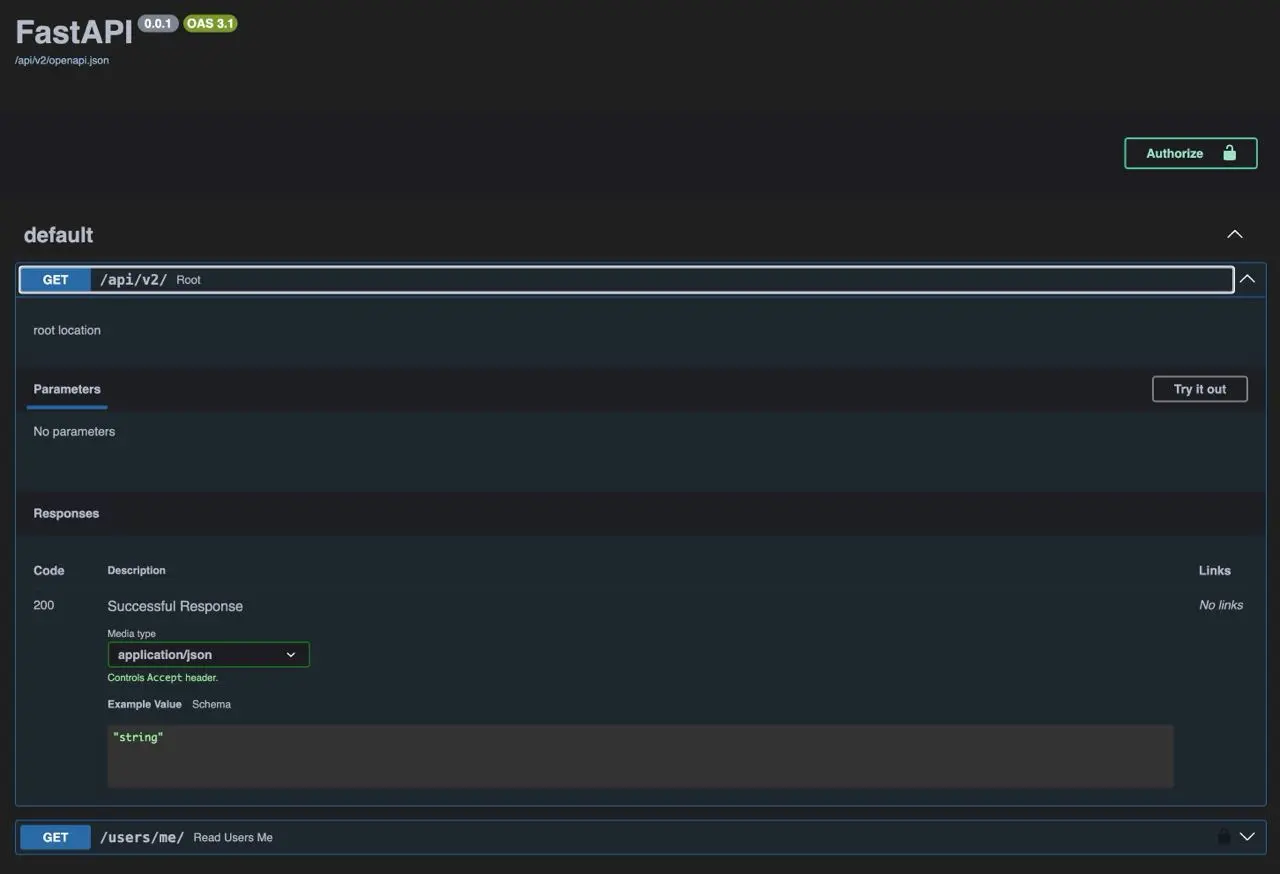 FastAPI 0.0.1 OAS 3.1
/api/v2/openapi.json
Authorize
default
GET /api/v2/ Root
root location
Parameters
Try it out
No parameters
Responses
Code Description Links
200 Successful Response No links
Media type
application/json
Controls Accept header.
Example Value Schema
"string"
GET /users/me/ Read Users Me